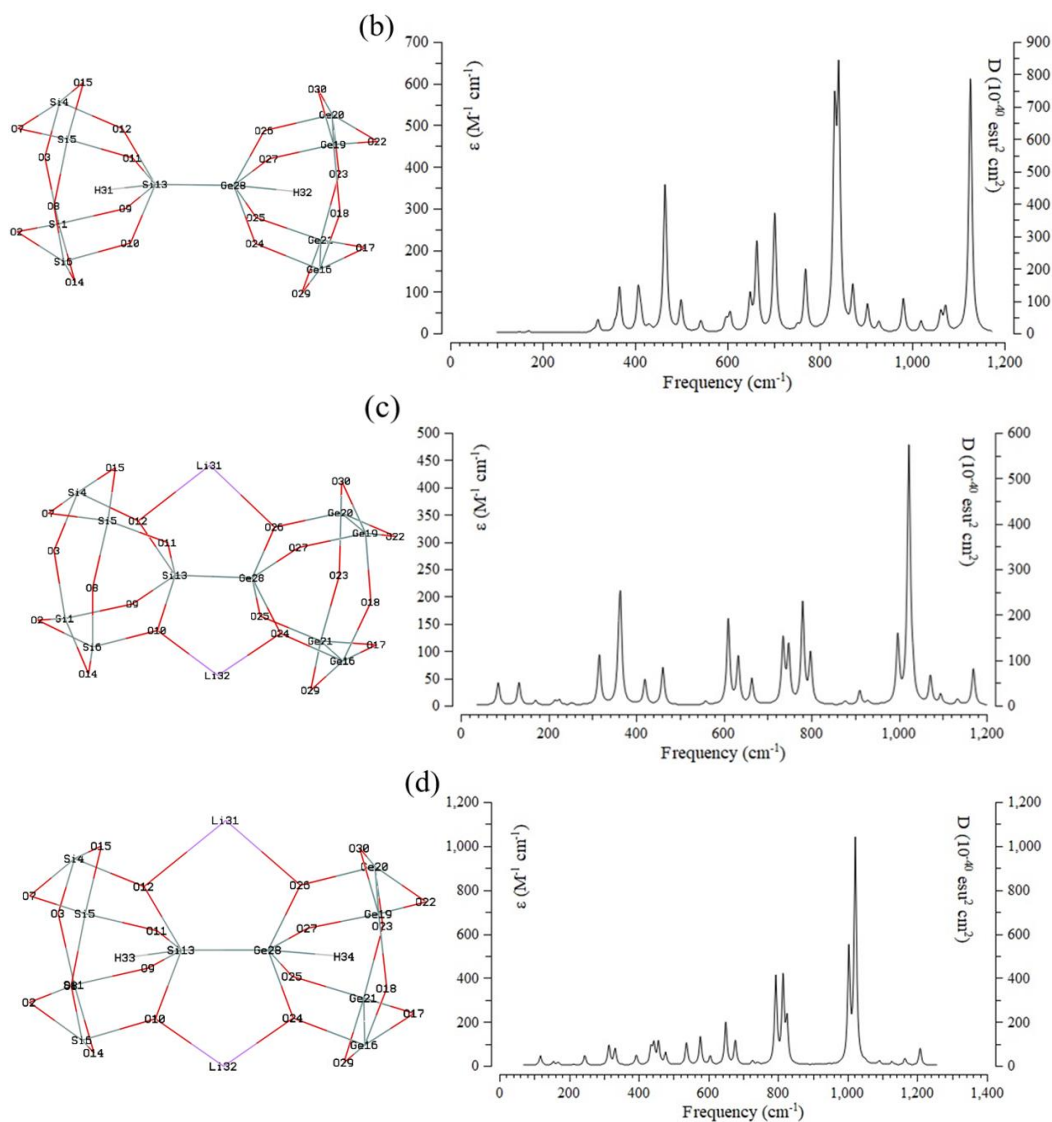 (b)
O15
Si4
O7
O12
Si5
O3
O11
H31
Si13
O8
O9
Si1
O2
O10
Si6
O14
O30
Ge20
O26
O22
Ge19
O27
O23
Ge28
H32
O25
O18
Ge21
O24
O17
Ge16
O29
700
600
500
400
300
200
100
0
ε (M⁻¹ cm⁻¹)
D (10⁻⁴⁰ esu² cm²)
900
800
700
600
500
400
300
200
100
0
0 200 400 600 800 1,000 1,200
Frequency (cm⁻¹)
(c)
Li31
O15
Si4
O7
O12
Si5
O11
O3
Si13
O8
O9
Si1
O2
O10
Si6
O14
Li32
O30
Ge20
O26
Ge19
O22
O27
Ge28
O23
O18
O25
O24
Ge21
O17
Ge16
O29
500
450
400
350
300
250
200
150
100
50
0
ε (M⁻¹ cm⁻¹)
D (10⁻⁴⁰ esu² cm²)
600
500
400
300
200
100
0
0 200 400 600 800 1,000 1,200
Frequency (cm⁻¹)
(d)
Li31
O15
Si4
O12
O7
O3
Si5
O11
Si13
H33
O9
O2
O10
O14
Li32
O30
Ge20
O26
O22
Ge19
O27
O23
Ge28
H34
O25
O18
Ge21
O17
O24
Ge16
O29
1,200
1,000
800
600
400
200
0
ε (M⁻¹ cm⁻¹)
D (10⁻⁴⁰ esu² cm²)
1,200
1,000
800
600
400
200
0
0 200 400 600 800 1,000 1,200 1,400
Frequency (cm⁻¹)